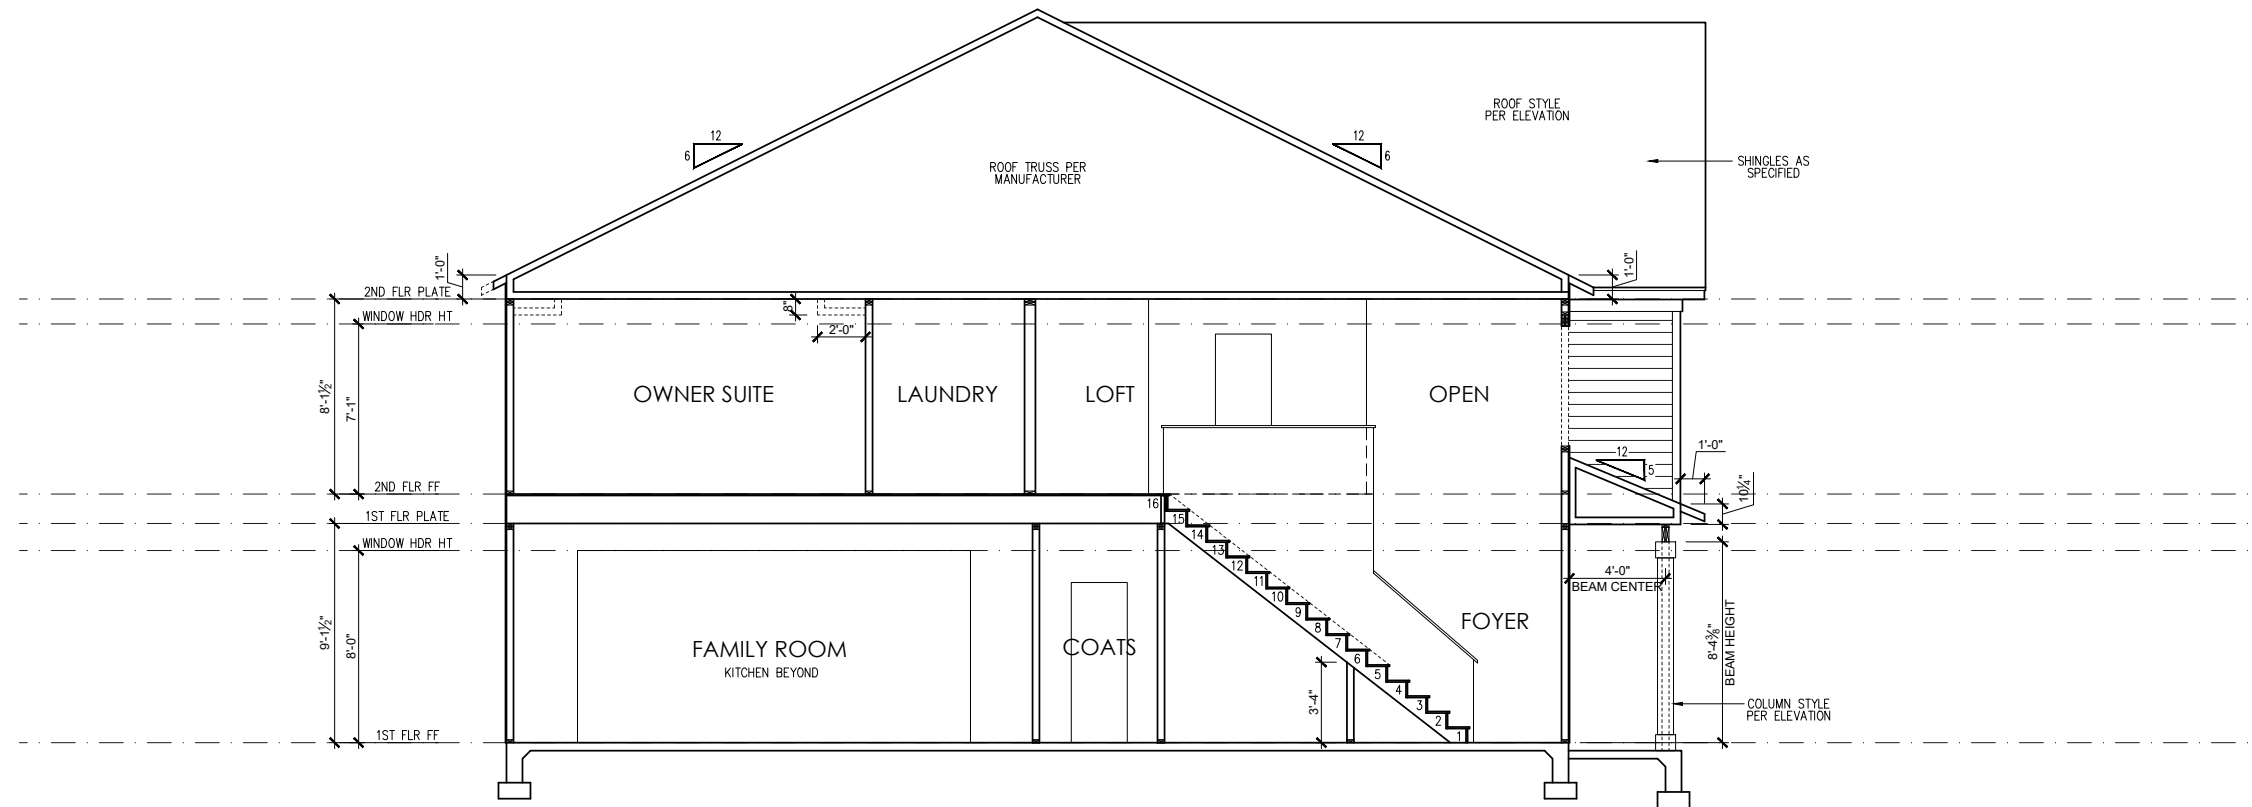 ROOF STYLE
PER ELEVATION
12
6
12
6
ROOF TRUSS PER
MANUFACTURER
SHINGLES AS
SPECIFIED
1'-0"
1'-0"
2ND FLR PLATE
WINDOW HDR HT
8"
2'-0"
8'-1½"
7'-1"
OWNER SUITE
LAUNDRY
LOFT
OPEN
12
5
1'-0"
10¼"
2ND FLR FF
1ST FLR PLATE
WINDOW HDR HT
16
15
14
13
12
11
10
9
8
7
6
5
4
3
2
1
4'-0"
BEAM CENTER
9'-1½"
8'-0"
FAMILY ROOM
KITCHEN BEYOND
COATS
FOYER
3'-4"
8'-4⅜"
BEAM HEIGHT
COLUMN STYLE
PER ELEVATION
1ST FLR FF